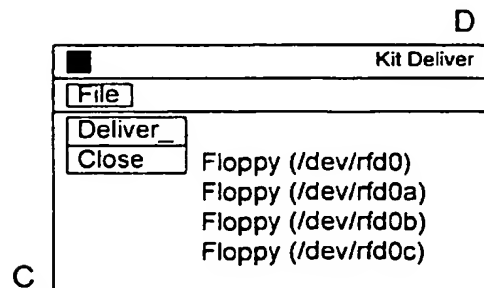 D
Kit Deliver
File
Deliver_
Close
Floppy (/dev/rfd0)
Floppy (/dev/rfd0a)
Floppy (/dev/rfd0b)
Floppy (/dev/rfd0c)
C